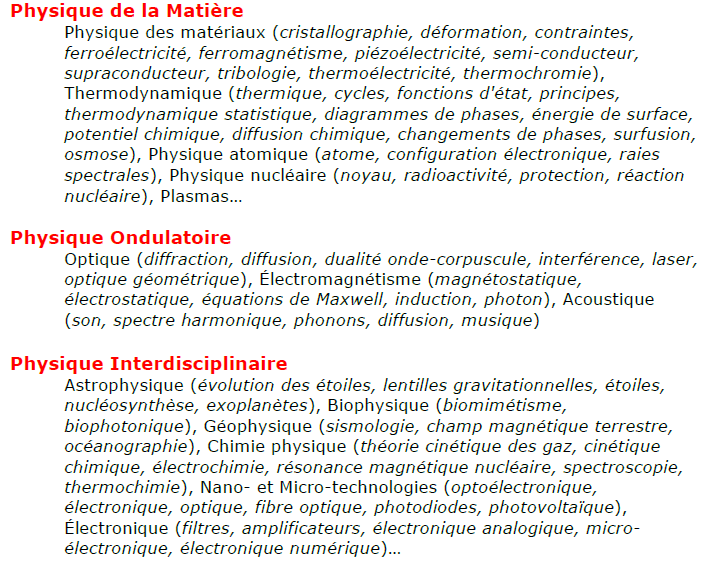 Physique de la Matière
Physique des matériaux (cristallographie, déformation, contraintes,
ferroélectricité, ferromagnétisme, piézoélectricité, semi-conducteur,
supraconducteur, tribologie, thermoélectricité, thermochromie),
Thermodynamique (thermique, cycles, fonctions d'état, principes,
thermodynamique statistique, diagrammes de phases, énergie de surface,
potentiel chimique, diffusion chimique, changements de phases, surfusion,
osmose), Physique atomique (atome, configuration électronique, raies
spectrales), Physique nucléaire (noyau, radioactivité, protection, réaction
nucléaire), Plasmas…
Physique Ondulatoire
Optique (diffraction, diffusion, dualité onde-corpuscule, interférence, laser,
optique géométrique), Électromagnétisme (magnétostatique,
électrostatique, équations de Maxwell, induction, photon), Acoustique
(son, spectre harmonique, phonons, diffusion, musique)
Physique Interdisciplinaire
Astrophysique (évolution des étoiles, lentilles gravitationnelles, étoiles,
nucléosynthèse, exoplanètes), Biophysique (biomimétisme,
biophotonique), Géophysique (sismologie, champ magnétique terrestre,
océanographie), Chimie physique (théorie cinétique des gaz, cinétique
chimique, électrochimie, résonance magnétique nucléaire, spectroscopie,
thermochimie), Nano- et Micro-technologies (optoélectronique,
électronique, optique, fibre optique, photodiodes, photovoltaïque),
Électronique (filtres, amplificateurs, électronique analogique, micro-
électronique, électronique numérique)…